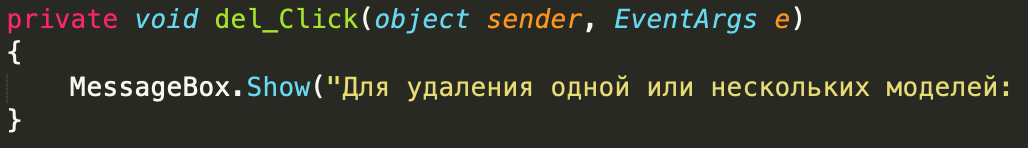 private void del_Click(object sender, EventArgs e)
{
    MessageBox.Show("Для удаления одной или нескольких моделей:
}